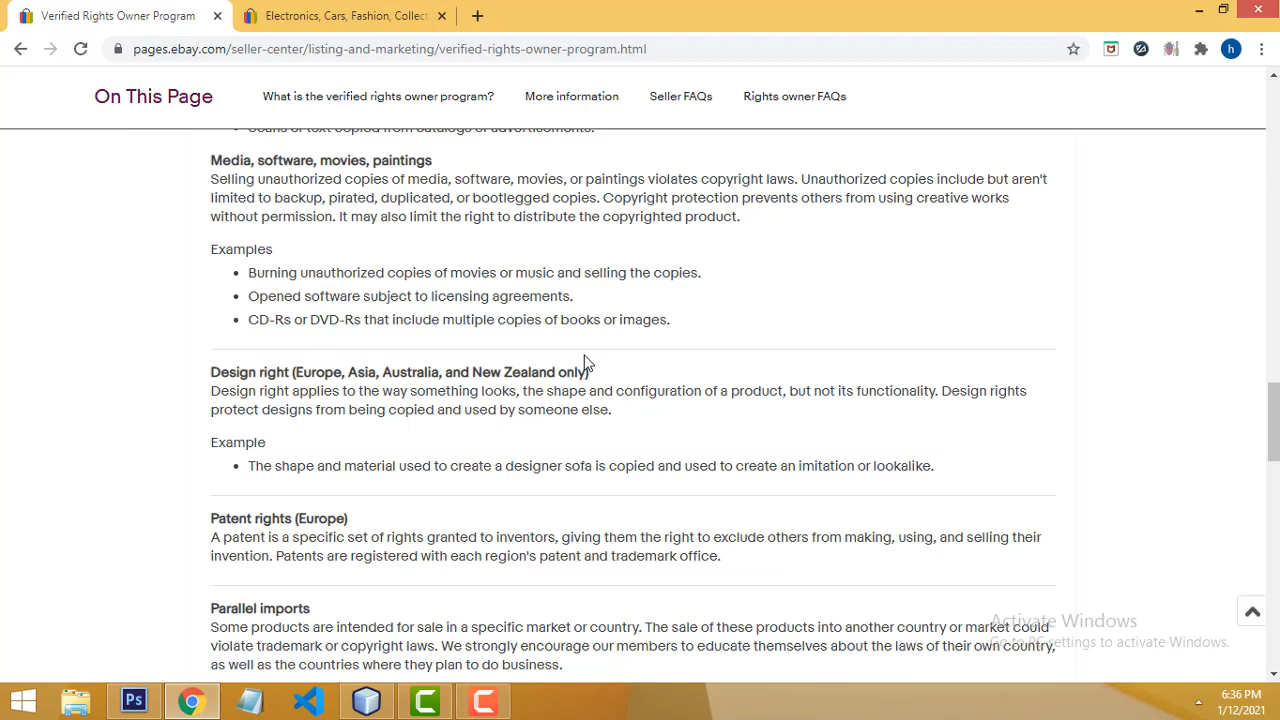 Verified Rights Owner Program
Electronics, Cars, Fashion, Collect
pages.ebay.com/seller-center/listing-and-marketing/verified-rights-owner-program.html
h
On This Page
What is the verified rights owner program?
More information
Seller FAQs
Rights owner FAQs
• Scans of text copied from catalogs or advertisements.
Media, software, movies, paintings
Selling unauthorized copies of media, software, movies, or paintings violates copyright laws. Unauthorized copies include but aren't
limited to backup, pirated, duplicated, or bootlegged copies. Copyright protection prevents others from using creative works
without permission. It may also limit the right to distribute the copyrighted product.
Examples
• Burning unauthorized copies of movies or music and selling the copies.
• Opened software subject to licensing agreements.
• CD-Rs or DVD-Rs that include multiple copies of books or images.
Design right (Europe, Asia, Australia, and New Zealand only)
Design right applies to the way something looks, the shape and configuration of a product, but not its functionality. Design rights
protect designs from being copied and used by someone else.
Example
• The shape and material used to create a designer sofa is copied and used to create an imitation or lookalike.
Patent rights (Europe)
A patent is a specific set of rights granted to inventors, giving them the right to exclude others from making, using, and selling their
invention. Patents are registered with each region's patent and trademark office.
Parallel imports
Some products are intended for sale in a specific market or country. The sale of these products into another country or market could
violate trademark or copyright laws. We strongly encourage our members to educate themselves about the laws of their own country,
as well as the countries where they plan to do business.
Activate Windows
Go to PC settings to activate Windows.
Ps
6:36 PM
1/12/2021